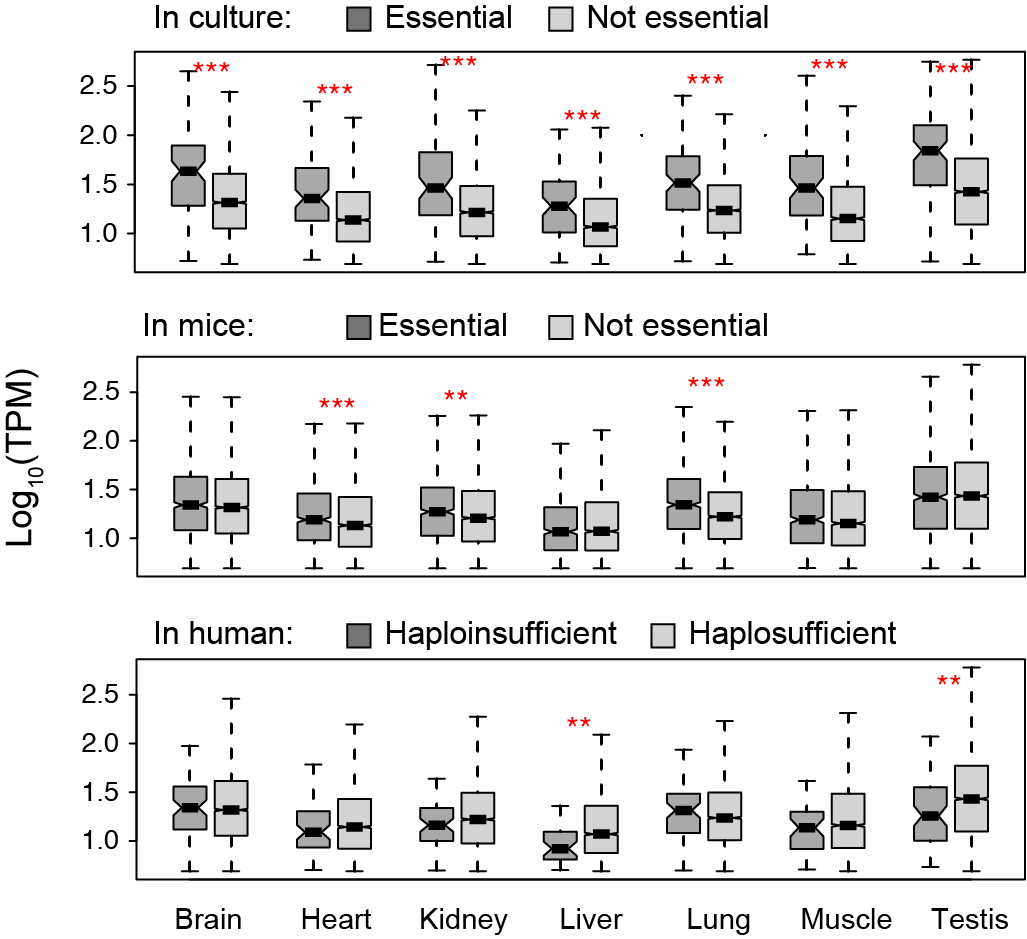 In culture: Essential Not essential
*** *** *** *** *** *** ***
2.5
2.0
1.5
1.0
In mice: Essential Not essential
*** ** ***
2.5
2.0
1.5
1.0
Log10(TPM)
In human: Haploinsufficient Haplosufficient
** **
2.5
2.0
1.5
1.0
Brain Heart Kidney Liver Lung Muscle Testis